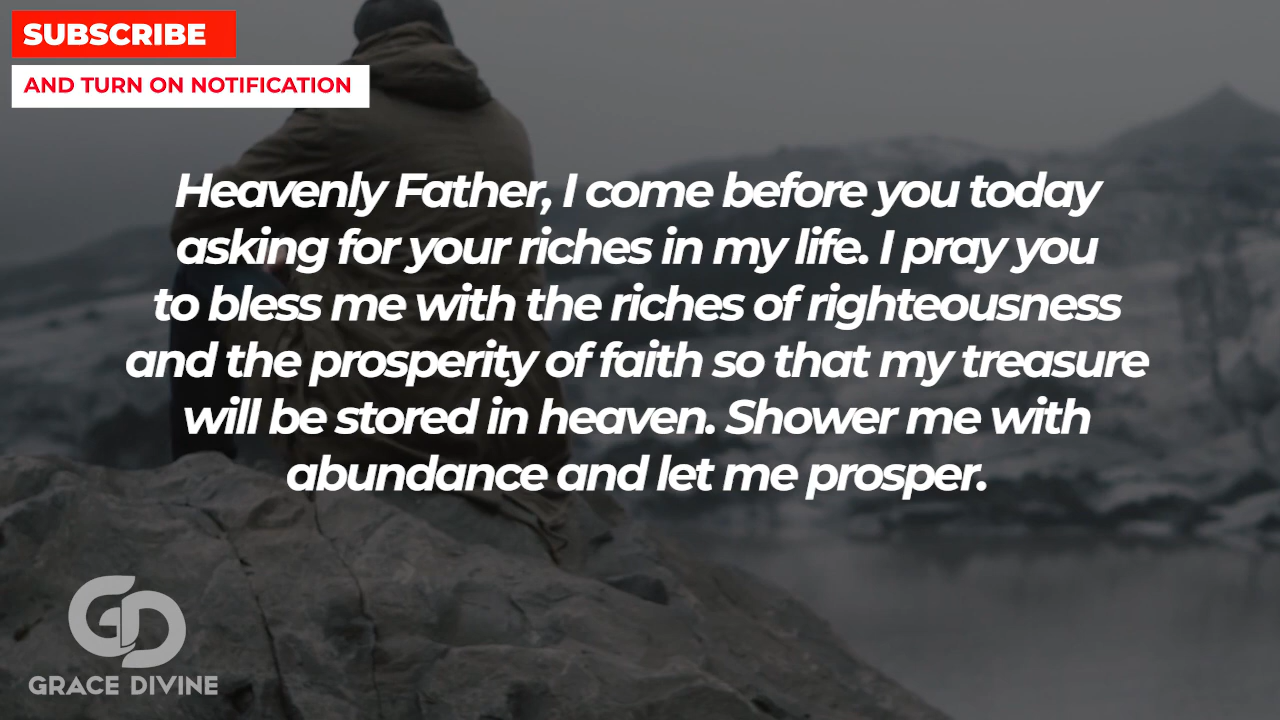 SUBSCRIBE
AND TURN ON NOTIFICATION
Heavenly Father, I come before you today
asking for your riches in my life. I pray you
to bless me with the riches of righteousness
and the prosperity of faith so that my treasure
will be stored in heaven. Shower me with
abundance and let me prosper.
GD
GRACE DIVINE